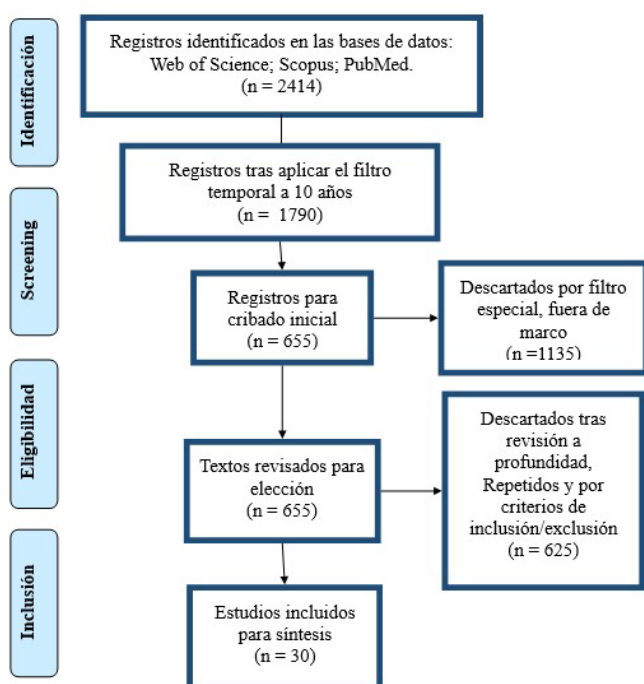 Identificación
Registros identificados en las bases de datos:
Web of Science; Scopus; PubMed.
(n = 2414)
Registros tras aplicar el filtro
temporal a 10 años
(n = 1790)
Screening
Registros para
cribado inicial
(n = 655)
Descartados por filtro
especial, fuera de
marco
(n =1135)
Eligibilidad
Textos revisados para
elección
(n = 655)
Descartados tras
revisión a
profundidad,
Repetidos y por
criterios de
inclusión/exclusión
(n = 625)
Inclusión
Estudios incluidos
para síntesis
(n = 30)